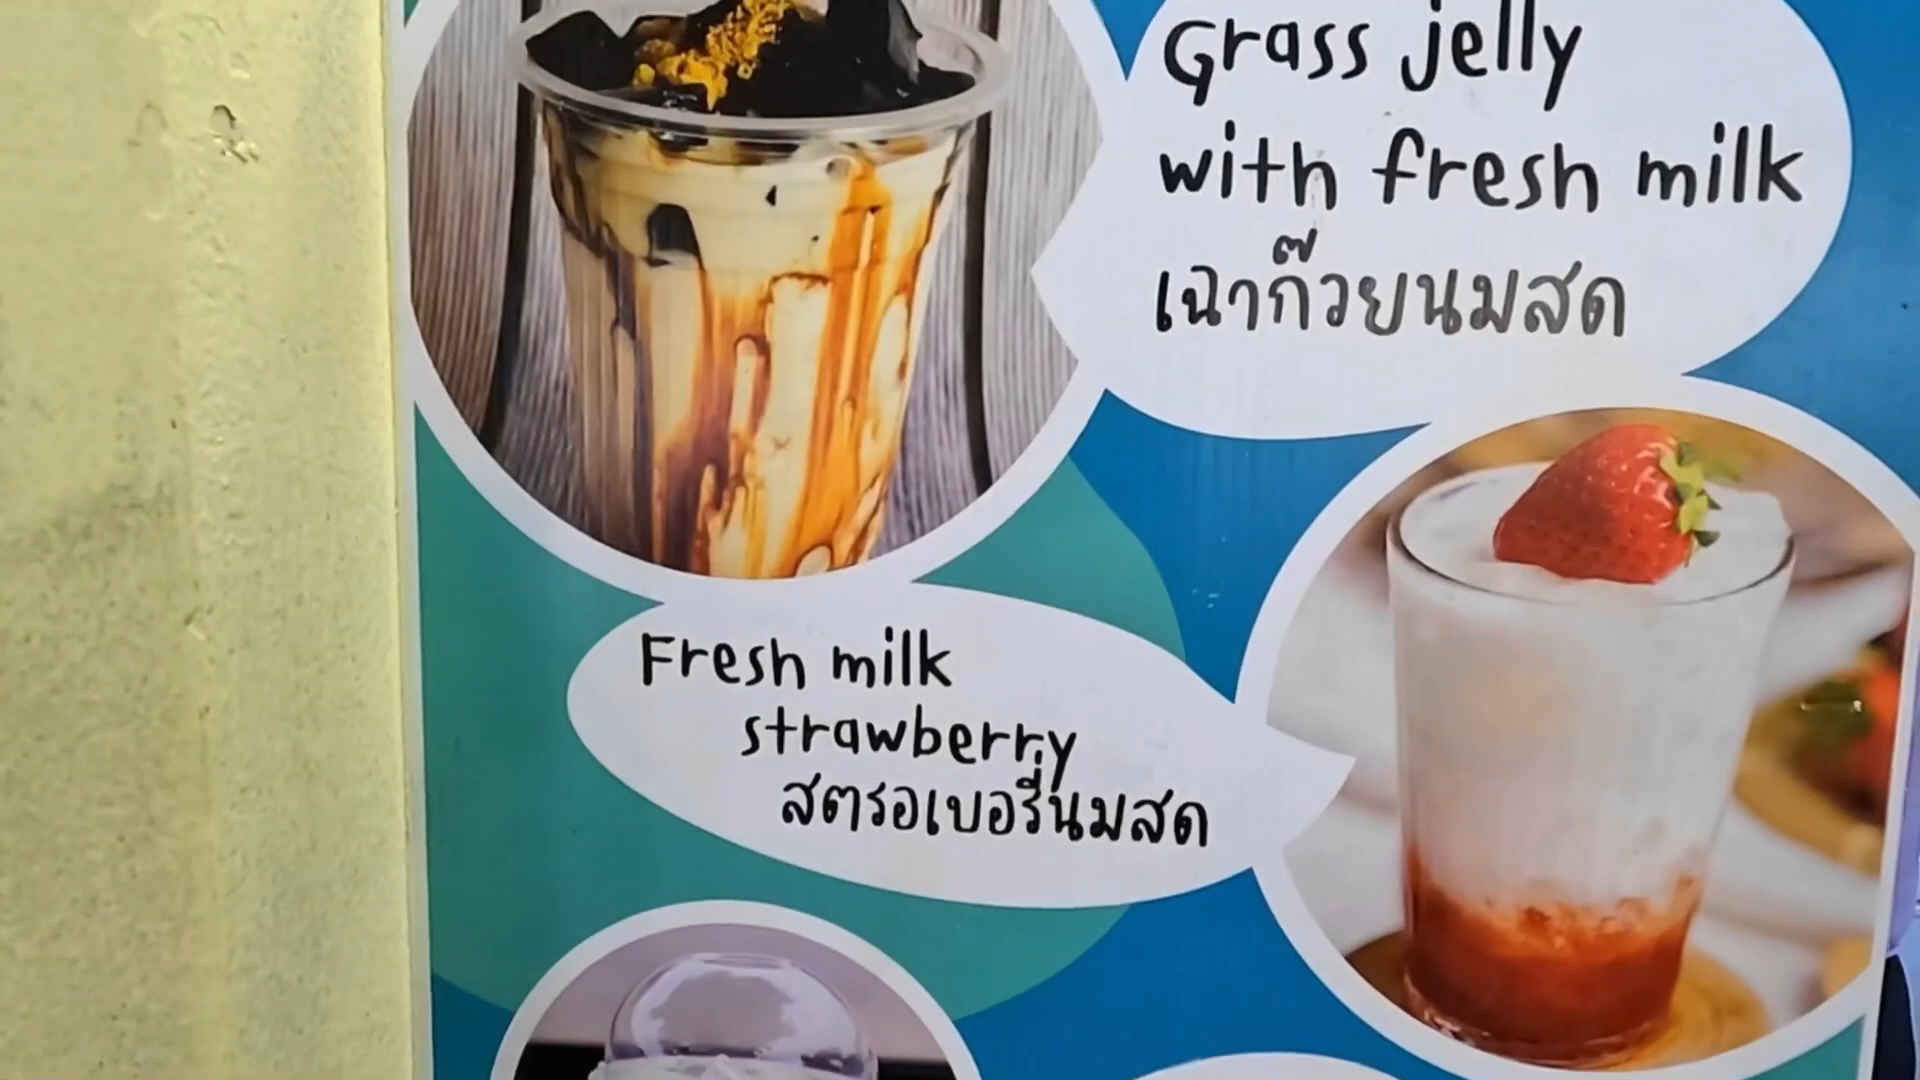 Grass jelly
with fresh milk
เฉาก๊วยนมสด
Fresh milk
strawberry
สตรอเบอรี่นมสด